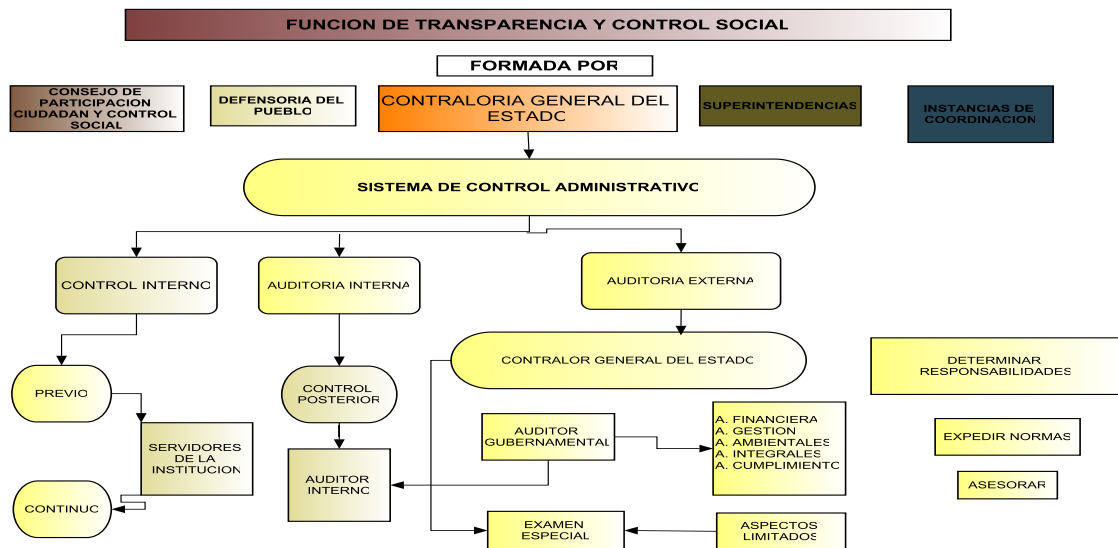 FUNCION DE TRANSPARENCIA Y CONTROL SOCIAL
FORMADA POR
CONSEJO DE
PARTICIPACION
CIUDADAN Y CONTROL
SOCIAL
DEFENSORIA DEL
PUEBLO
CONTRALORIA GENERAL DEL
ESTADO
SUPERINTENDENCIAS
INSTANCIAS DE
COORDINACION
SISTEMA DE CONTROL ADMINISTRATIVO
CONTROL INTERNO
AUDITORIA INTERNA
AUDITORIA EXTERNA
CONTRALOR GENERAL DEL ESTADO
DETERMINAR
RESPONSABILIDADES
PREVIO
CONTROL
POSTERIOR
SERVIDORES
DE LA
INSTITUCION
AUDITOR
GUBERNAMENTAL
A. FINANCIERA
A. GESTION
A. AMBIENTALES
A. INTEGRALES
A. CUMPLIMIENTO
EXPEDIR NORMAS
AUDITOR
INTERNO
ASESORAR
CONTINUO
EXAMEN
ESPECIAL
ASPECTOS
LIMITADOS